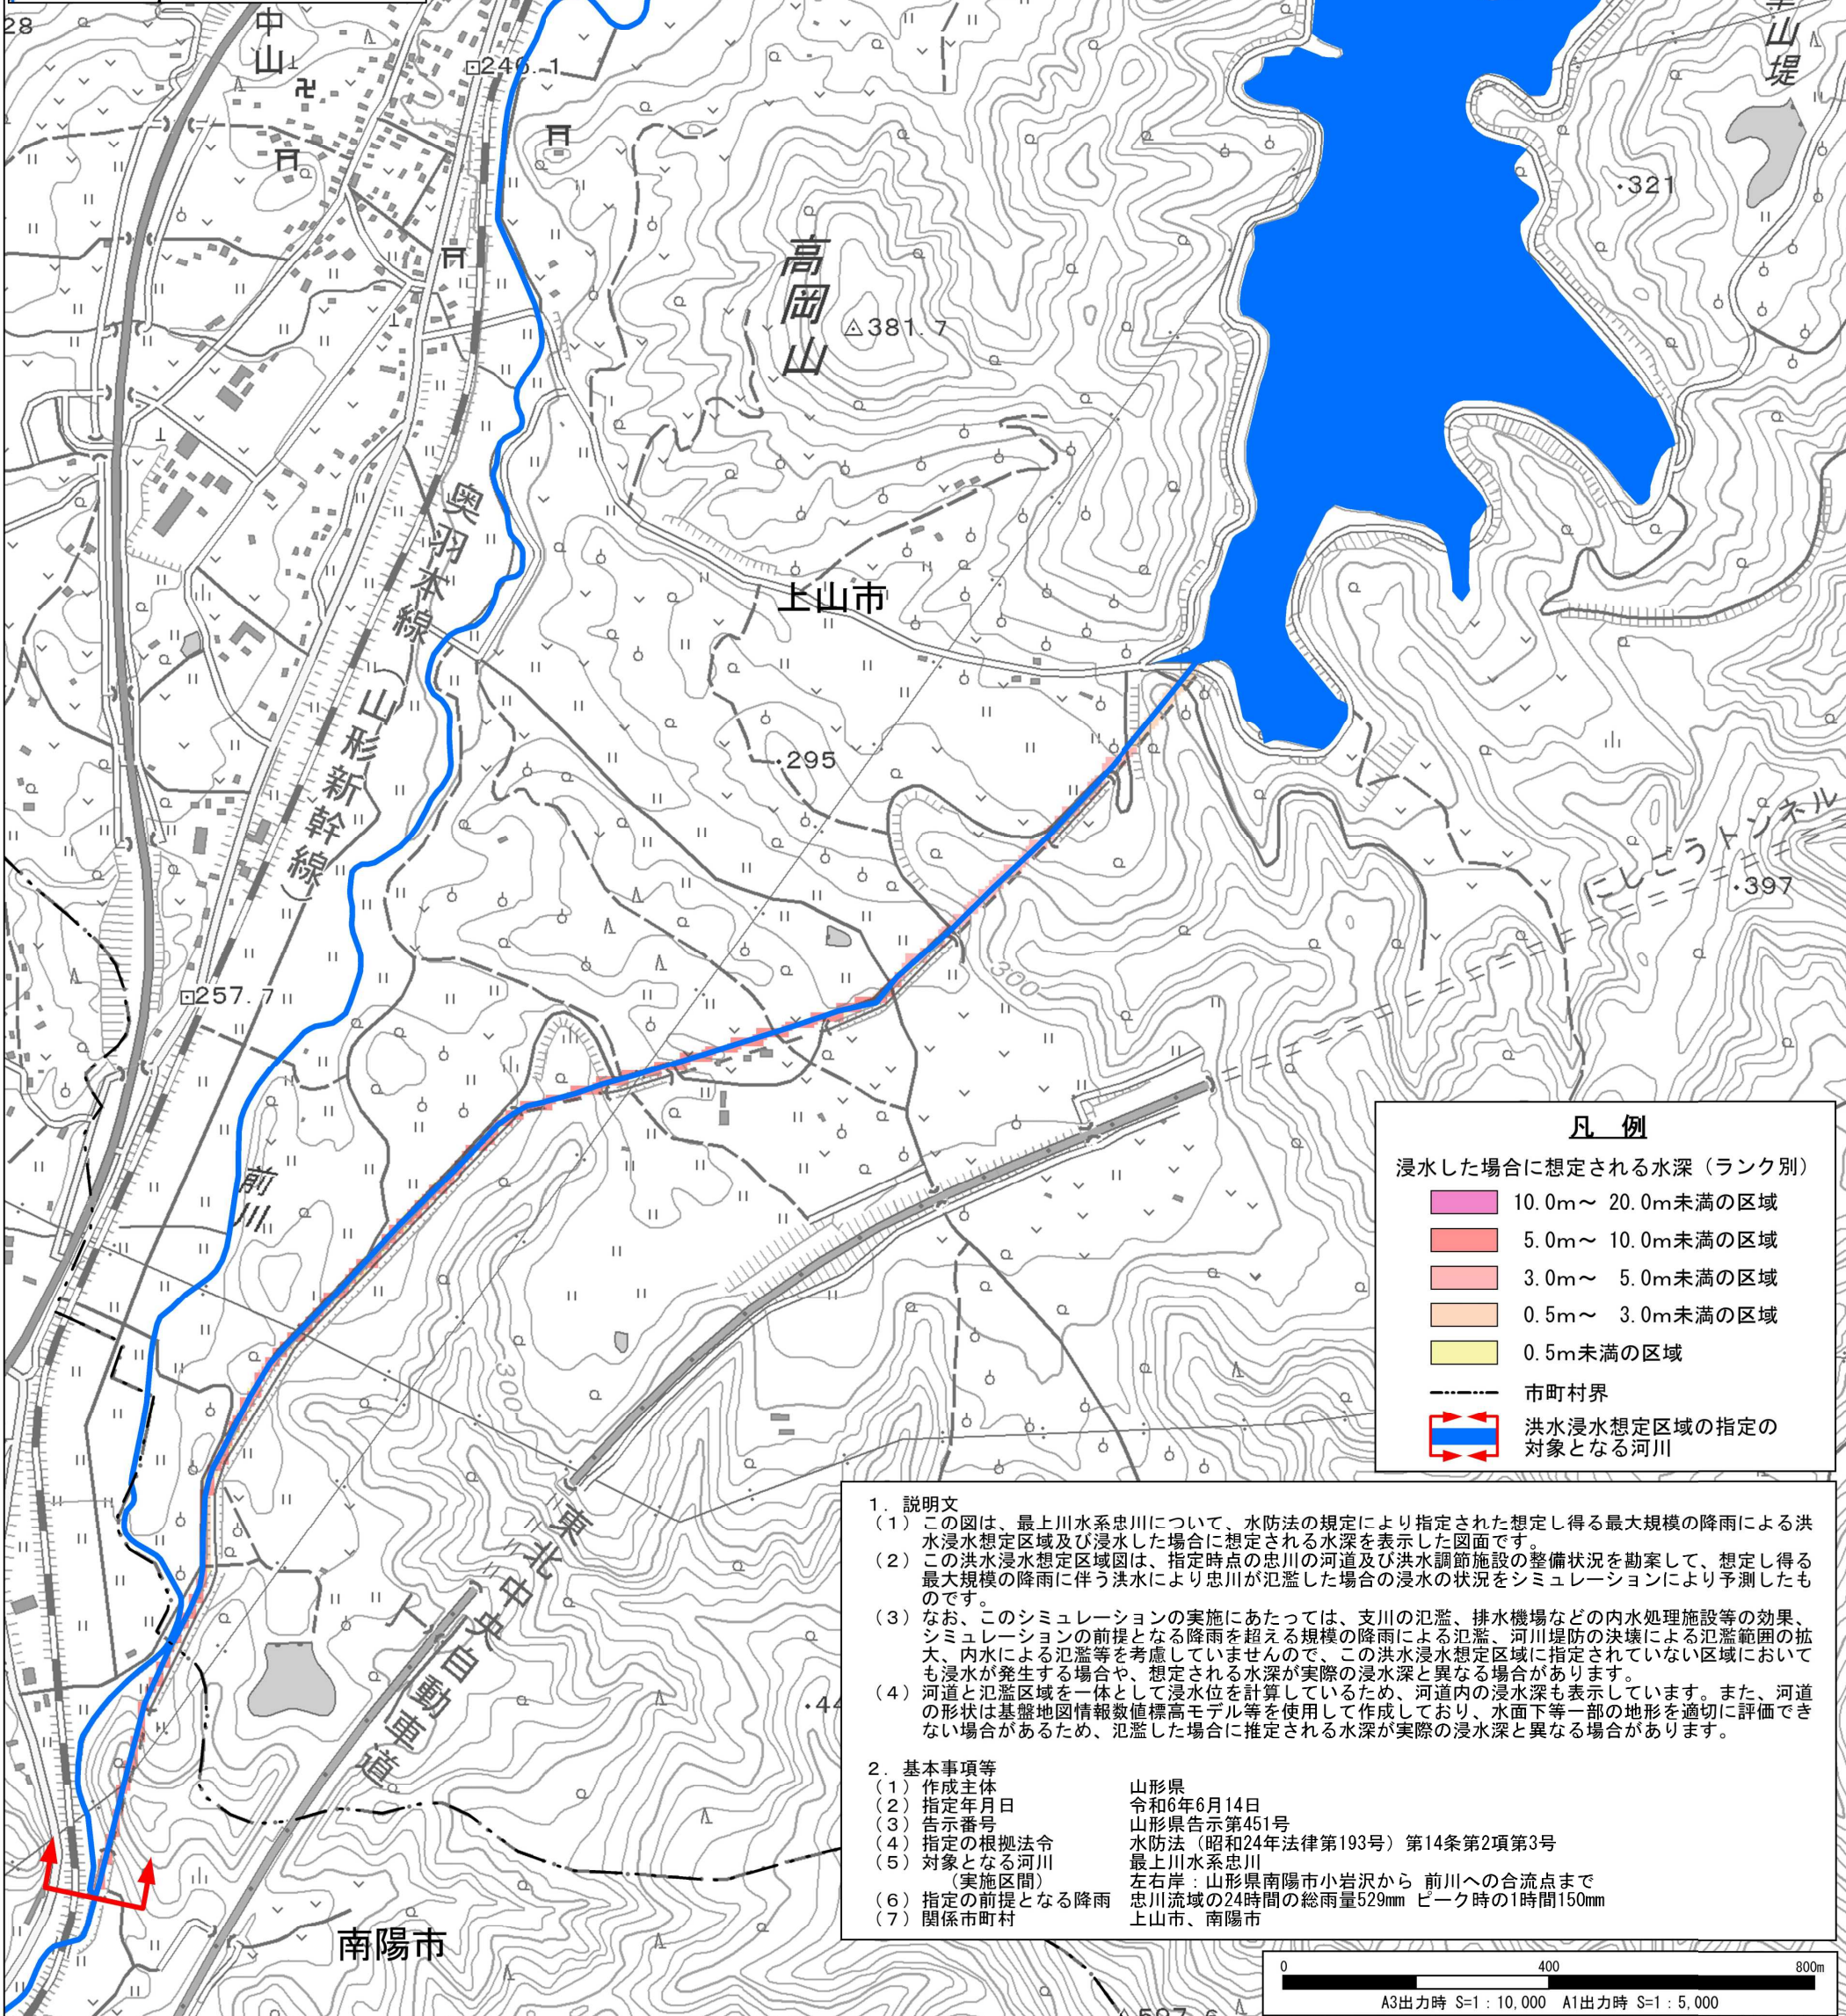 28
中山
246.1
山堤
321
高岡山
381.7
奥羽本線
(山形新幹線)
上山市
295
にしごうトンネル
397
257.7
300
前川
300
東北中央自動車道
44
南陽市
凡 例
浸水した場合に想定される水深（ランク別）
10.0m～ 20.0m未満の区域
5.0m～ 10.0m未満の区域
3.0m～ 5.0m未満の区域
0.5m～ 3.0m未満の区域
0.5m未満の区域
市町村界
洪水浸水想定区域の指定の
対象となる河川
1．説明文
（1）この図は、最上川水系忠川について、水防法の規定により指定された想定し得る最大規模の降雨による洪
水浸水想定区域及び浸水した場合に想定される水深を表示した図面です。
（2）この洪水浸水想定区域図は、指定時点の忠川の河道及び洪水調節施設の整備状況を勘案して、想定し得る
最大規模の降雨に伴う洪水により忠川が氾濫した場合の浸水の状況をシミュレーションにより予測したも
のです。
（3）なお、このシミュレーションの実施にあたっては、支川の氾濫、排水機場などの内水処理施設等の効果、
シミュレーションの前提となる降雨を超える規模の降雨による氾濫、河川堤防の決壊による氾濫範囲の拡
大、内水による氾濫等を考慮していませんので、この洪水浸水想定区域に指定されていない区域において
も浸水が発生する場合や、想定される水深が実際の浸水深と異なる場合があります。
（4）河道と氾濫区域を一体として浸水位を計算しているため、河道内の浸水深も表示しています。また、河道
の形状は基盤地図情報数値標高モデル等を使用して作成しており、水面下等一部の地形を適切に評価でき
ない場合があるため、氾濫した場合に推定される水深が実際の浸水深と異なる場合があります。
2．基本事項等
（1）作成主体 山形県
（2）指定年月日 令和6年6月14日
（3）告示番号 山形県告示第451号
（4）指定の根拠法令 水防法（昭和24年法律第193号）第14条第2項第3号
（5）対象となる河川 最上川水系忠川
（実施区間） 左右岸：山形県南陽市小岩沢から 前川への合流点まで
（6）指定の前提となる降雨 忠川流域の24時間の総雨量529mm ピーク時の1時間150mm
（7）関係市町村 上山市、南陽市
0 400 800m
A3出力時 S=1：10,000 A1出力時 S=1：5,000